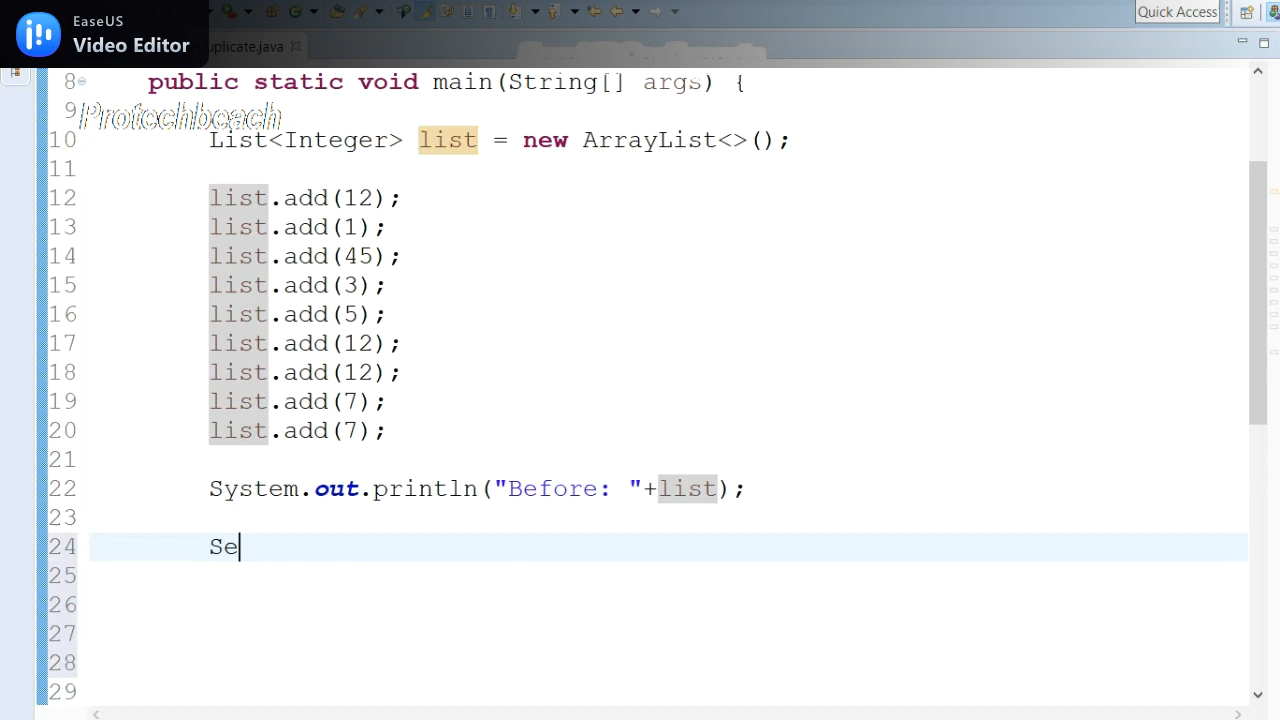 EaseUS
Video Editor
Quick Access
uplicate.java
8 public static void main(String[] args) {
9
Protechbeach
10 List<Integer> list = new ArrayList<>();
11
12 list.add(12);
13 list.add(1);
14 list.add(45);
15 list.add(3);
16 list.add(5);
17 list.add(12);
18 list.add(12);
19 list.add(7);
20 list.add(7);
21
22 System.out.println("Before: "+list);
23
24 Se
25
26
27
28
29